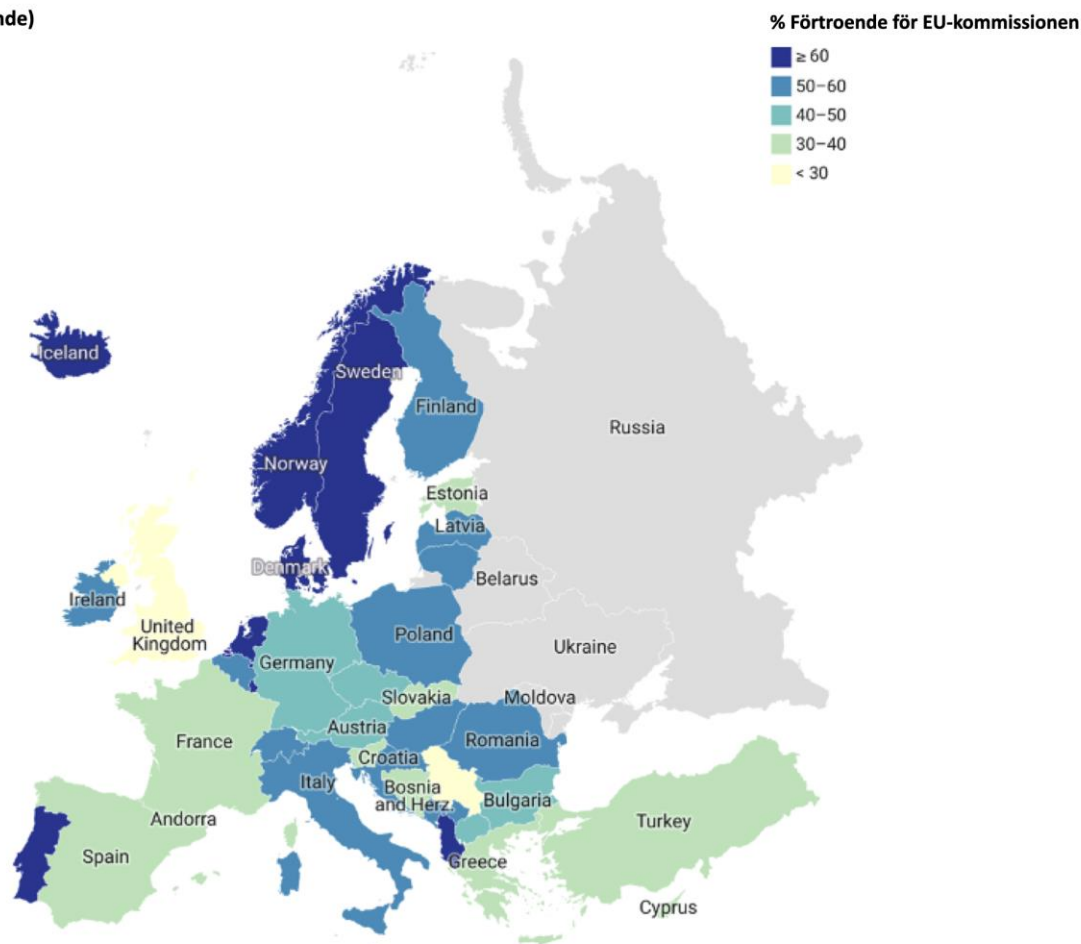 nde)
% Förtroende för EU-kommissionen
≥ 60
50–60
40–50
30–40
< 30
Iceland
Sweden
Finland
Russia
Norway
Estonia
Latvia
Denmark
Belarus
Ireland
United
Kingdom
Poland
Ukraine
Germany
Slovakia
Moldova
Austria
France
Romania
Croatia
Italy
Bosnia
and Herz.
Bulgaria
Andorra
Turkey
Spain
Greece
Cyprus